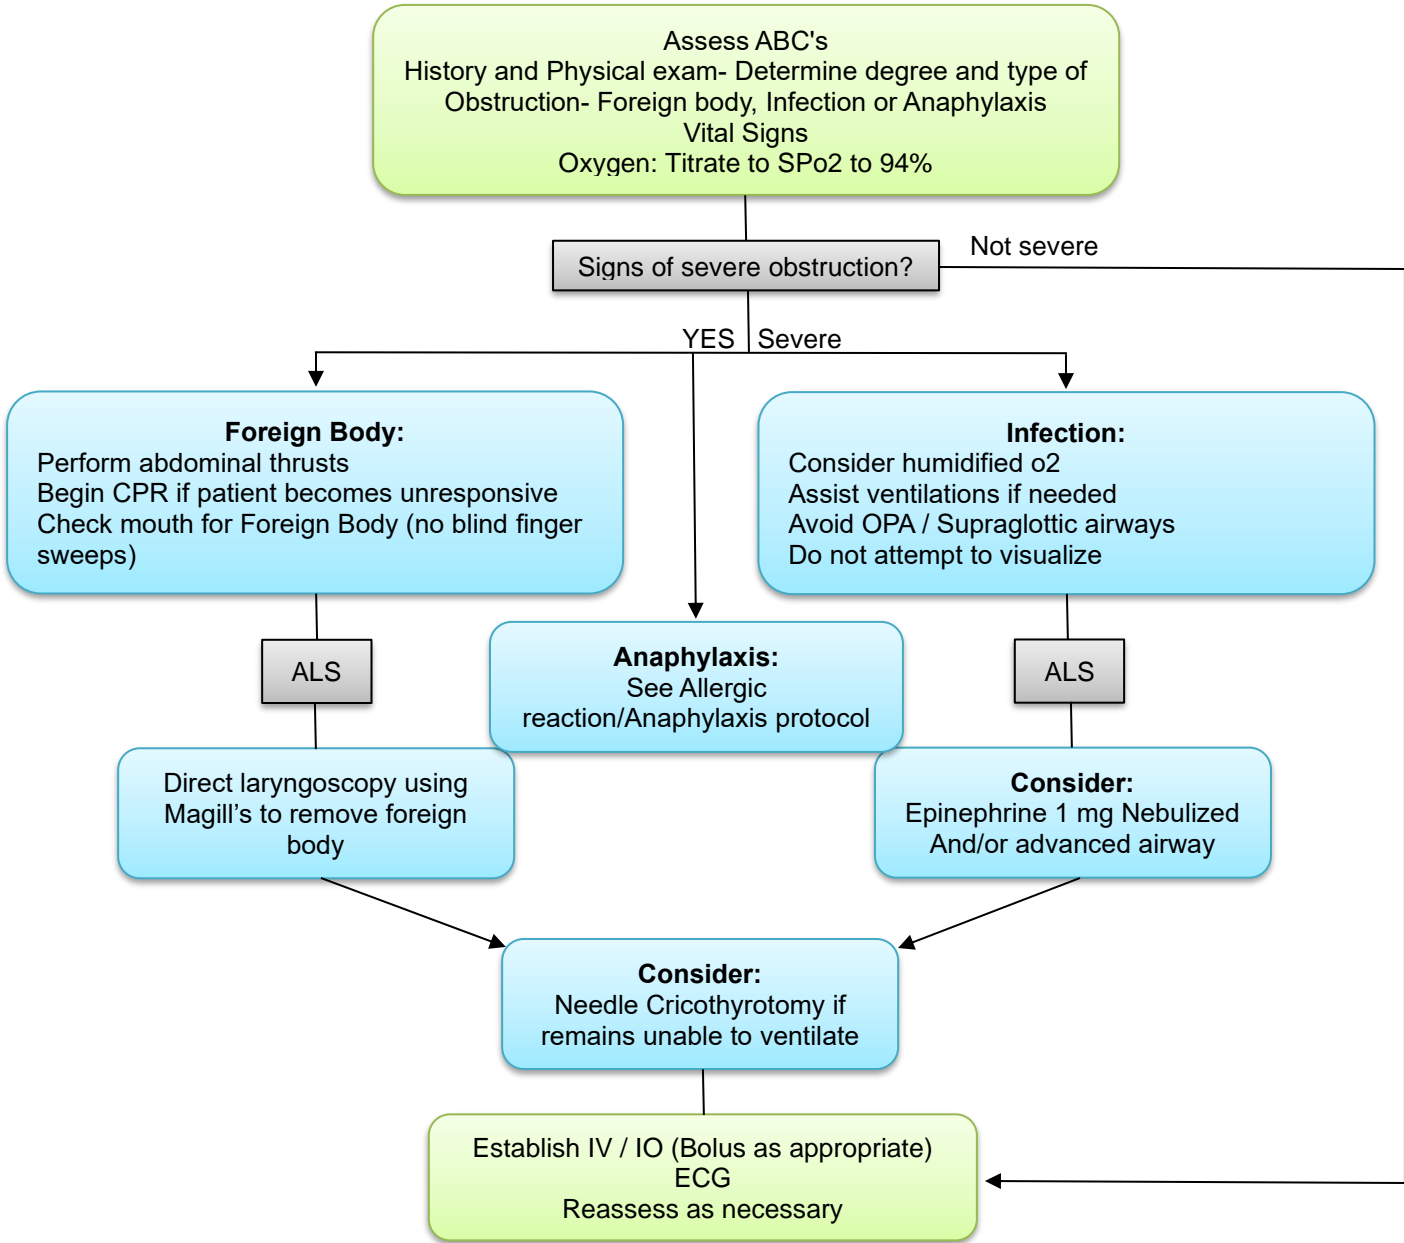 Assess ABC's
History and Physical exam- Determine degree and type of
Obstruction- Foreign body, Infection or Anaphylaxis
Vital Signs
Oxygen: Titrate to SPo2 to 94%
Signs of severe obstruction?
Not severe
YES Severe
Foreign Body:
Perform abdominal thrusts
Begin CPR if patient becomes unresponsive
Check mouth for Foreign Body (no blind finger
sweeps)
Infection:
Consider humidified o2
Assist ventilations if needed
Avoid OPA / Supraglottic airways
Do not attempt to visualize
Anaphylaxis:
See Allergic
reaction/Anaphylaxis protocol
ALS
ALS
Direct laryngoscopy using
Magill’s to remove foreign
body
Consider:
Epinephrine 1 mg Nebulized
And/or advanced airway
Consider:
Needle Cricothyrotomy if
remains unable to ventilate
Establish IV / IO (Bolus as appropriate)
ECG
Reassess as necessary